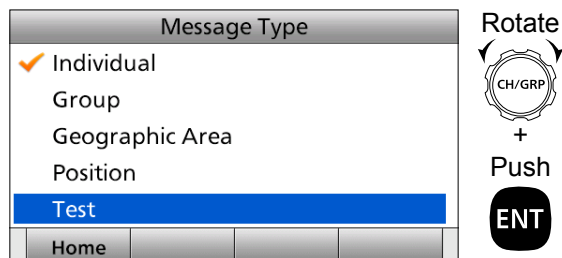 Message Type
Individual
Group
Geographic Area
Position
Test
Home
Rotate
CH/GRP
+
Push
ENT